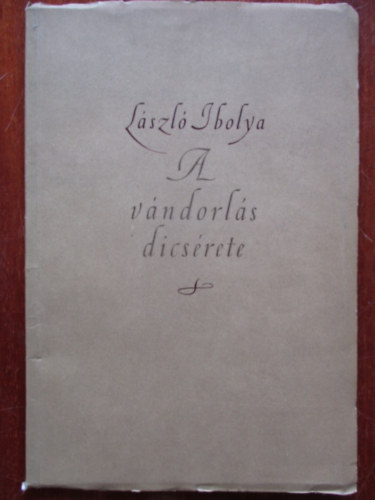 László Ibolya
A
vándorlás
dicsérete